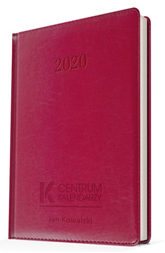 2020
K CENTRUM
KALENDARZY
Jan Kowalski